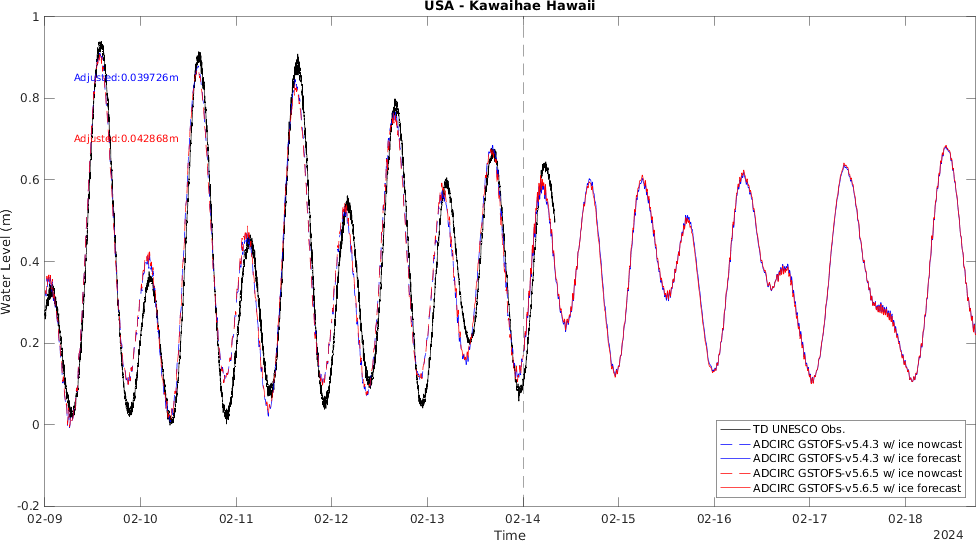 USA - Kawaihae Hawaii
1
0.8
0.6
0.4
0.2
0
-0.2
Water Level (m)
Adjusted:0.039726m
Adjusted:0.042868m
TD UNESCO Obs.
ADCIRC GSTOFS-v5.4.3 w/ ice nowcast
ADCIRC GSTOFS-v5.4.3 w/ ice forecast
ADCIRC GSTOFS-v5.6.5 w/ ice nowcast
ADCIRC GSTOFS-v5.6.5 w/ ice forecast
02-09 02-10 02-11 02-12 02-13 02-14 02-15 02-16 02-17 02-18
Time
2024